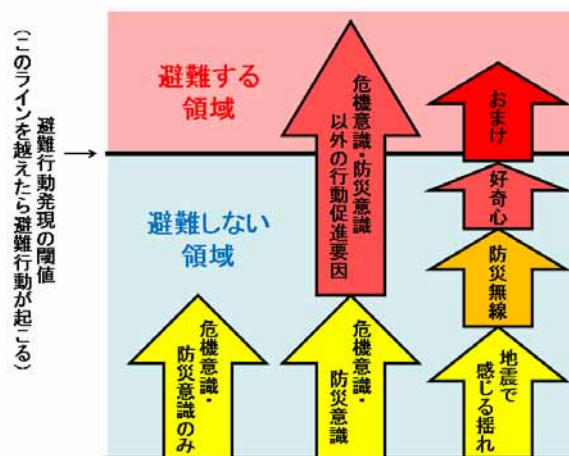 避難行動発現の閾値
(このラインを越えたら避難行動が起こる)
→
避難する
領域
避難しない
領域
危機意識・
防災意識のみ
危機意識・防災意識
以外の行動促進要因
危機意識・
防災意識
おまけ
好奇心
防災無線
地震で
感じる揺れ